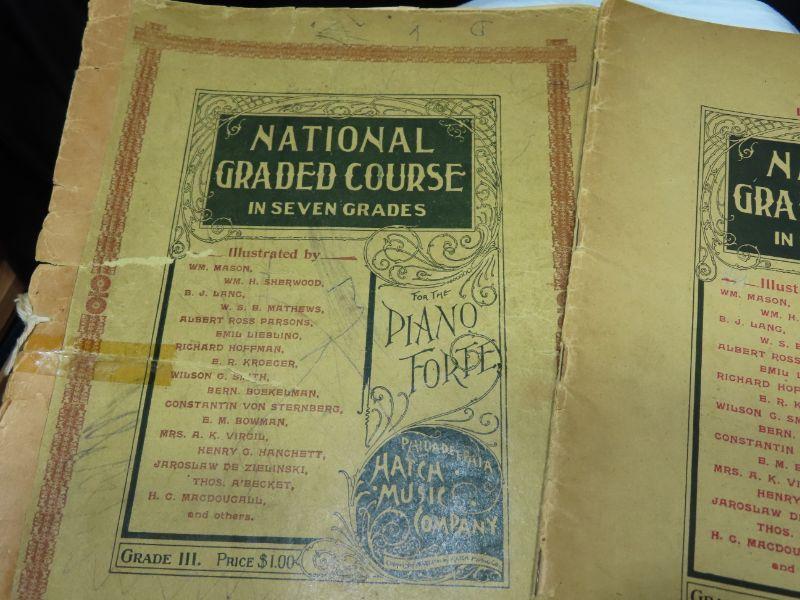 NATIONAL
GRADED COURSE
IN SEVEN GRADES
Illustrated by
WM. MASON,
WM. H. SHERWOOD,
B. J. LANG,
W. S. B. MATHEWS,
ALBERT ROSS PARSONS,
EMIL LIEBLING,
RICHARD HOFFMAN,
E. R. KROEGER,
WILSON G. SMITH,
BERN. BOEKELMAN,
CONSTANTIN VON STERNBERG,
E. M. BOWMAN,
MRS. A. K. VIRGIL,
HENRY G. HANCHETT,
JAROSLAW DE ZIELINSKI,
THOS. A'BECKET,
H. C. MACDOUGALL,
and others.
FOR THE
PIANO
FORTE
PHILADELPHIA
HATCH
MUSIC
COMPANY
GRADE III. PRICE $1.00
NA
GRA
IN
Illust
WM. MASON,
WM. H.
B. J. LANG,
W. S.
ALBERT ROSS
EMIL L
RICHARD HOF
E. R. K
WILSON G. SM
BERN.
CONSTANTIN
E. M. B
MRS. A. K. VI
HENRY
JAROSLAW DE
THOS.
H. C. MACDOU
and
GRA